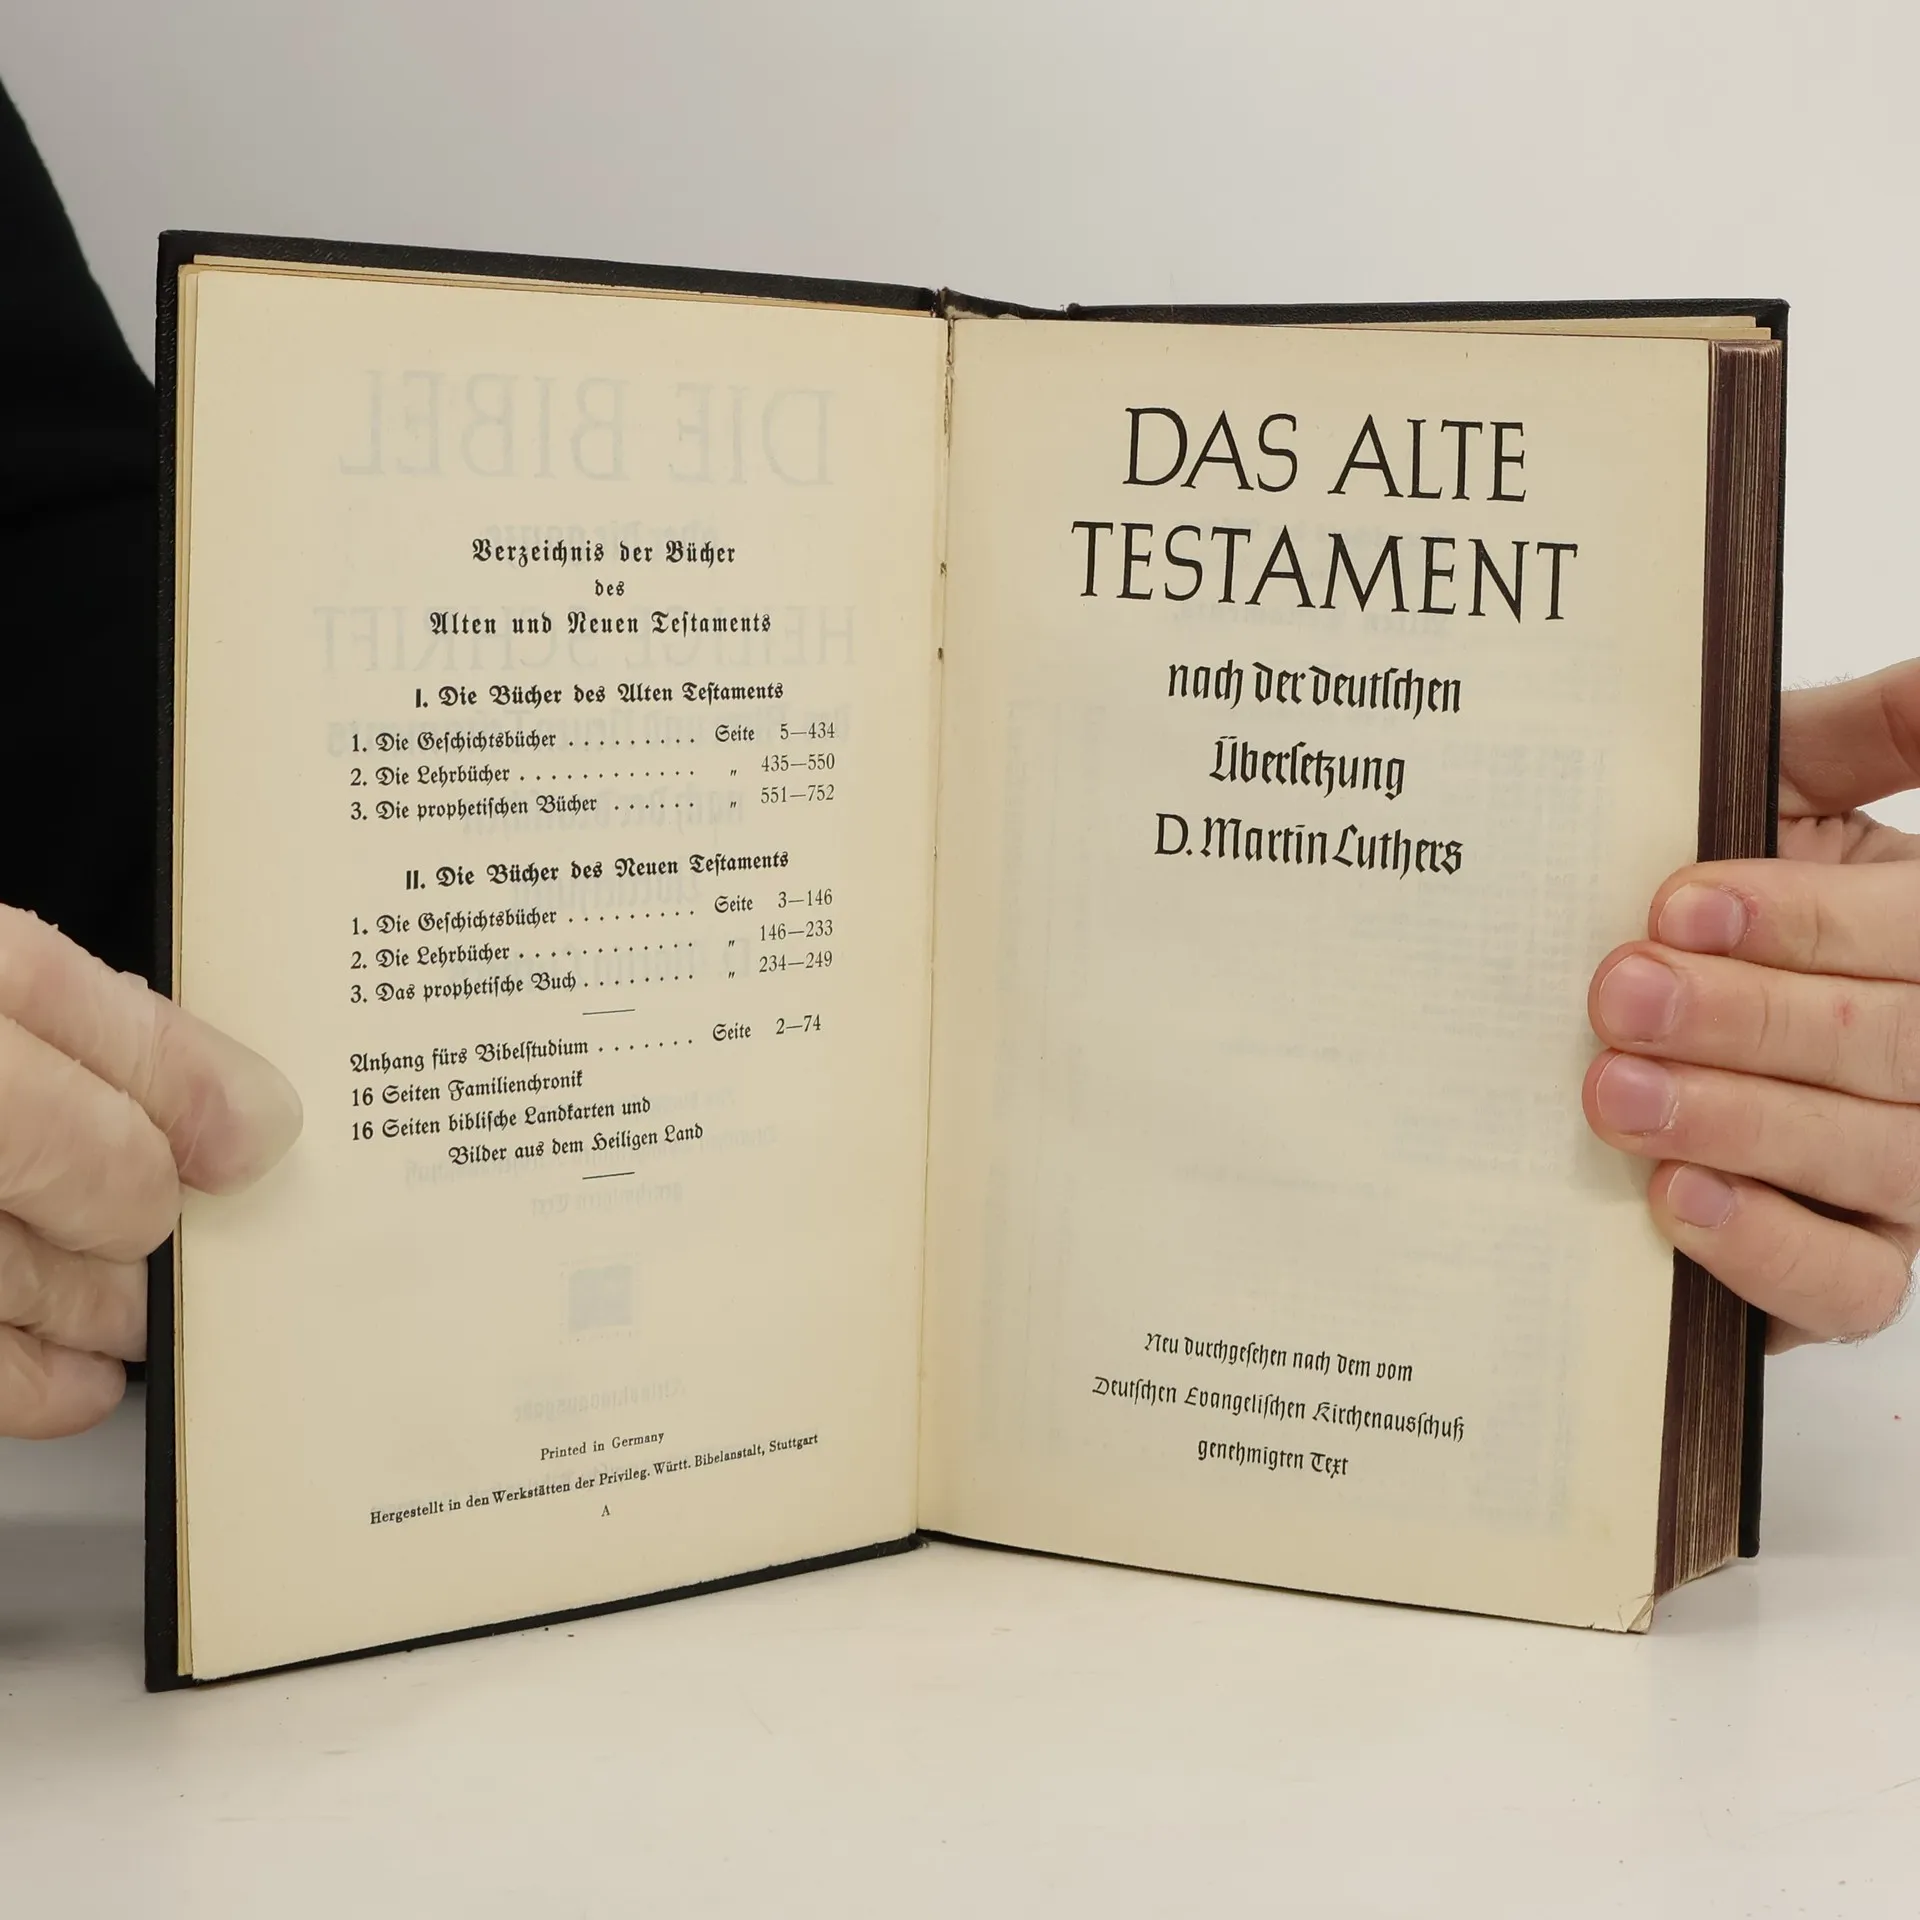 Verzeichnis der Bücher
des
Alten und Neuen Testaments
I. Die Bücher des Alten Testaments
1. Die Geschichtsbücher . . . . . . . . . Seite 5—434
2. Die Lehrbücher . . . . . . . . . . . . . „ 435—550
3. Die prophetischen Bücher . . . . . . „ 551—752
II. Die Bücher des Neuen Testaments
1. Die Geschichtsbücher . . . . . . . . . Seite 3—146
2. Die Lehrbücher . . . . . . . . . . . . . „ 146—233
3. Das prophetische Buch . . . . . . . . „ 234—249
Anhang fürs Bibelstudium . . . . . . . Seite 2—74
16 Seiten Familienchronik
16 Seiten biblische Landkarten und
Bilder aus dem Heiligen Land
Printed in Germany
Hergestellt in den Werkstätten der Privileg. Württ. Bibelanstalt, Stuttgart
A
DAS ALTE
TESTAMENT
nach der deutschen
Übersetzung
D. Martin Luthers
Neu durchgesehen nach dem vom
Deutschen Evangelischen Kirchenausschuß
genehmigten Text